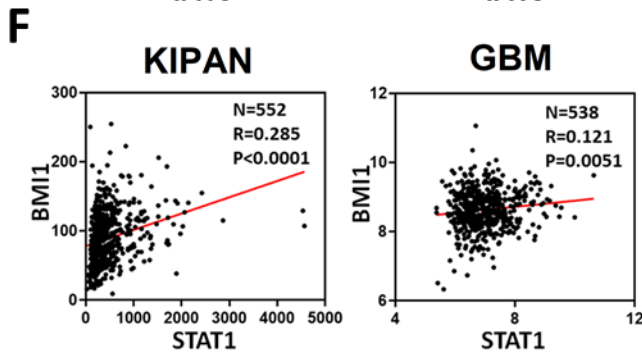 F
KIPAN
N=552
R=0.285
P<0.0001
BMI1
300
200
100
0
0 1000 2000 3000 4000 5000
STAT1
GBM
N=538
R=0.121
P=0.0051
BMI1
12
10
8
6
4 8 12
STAT1